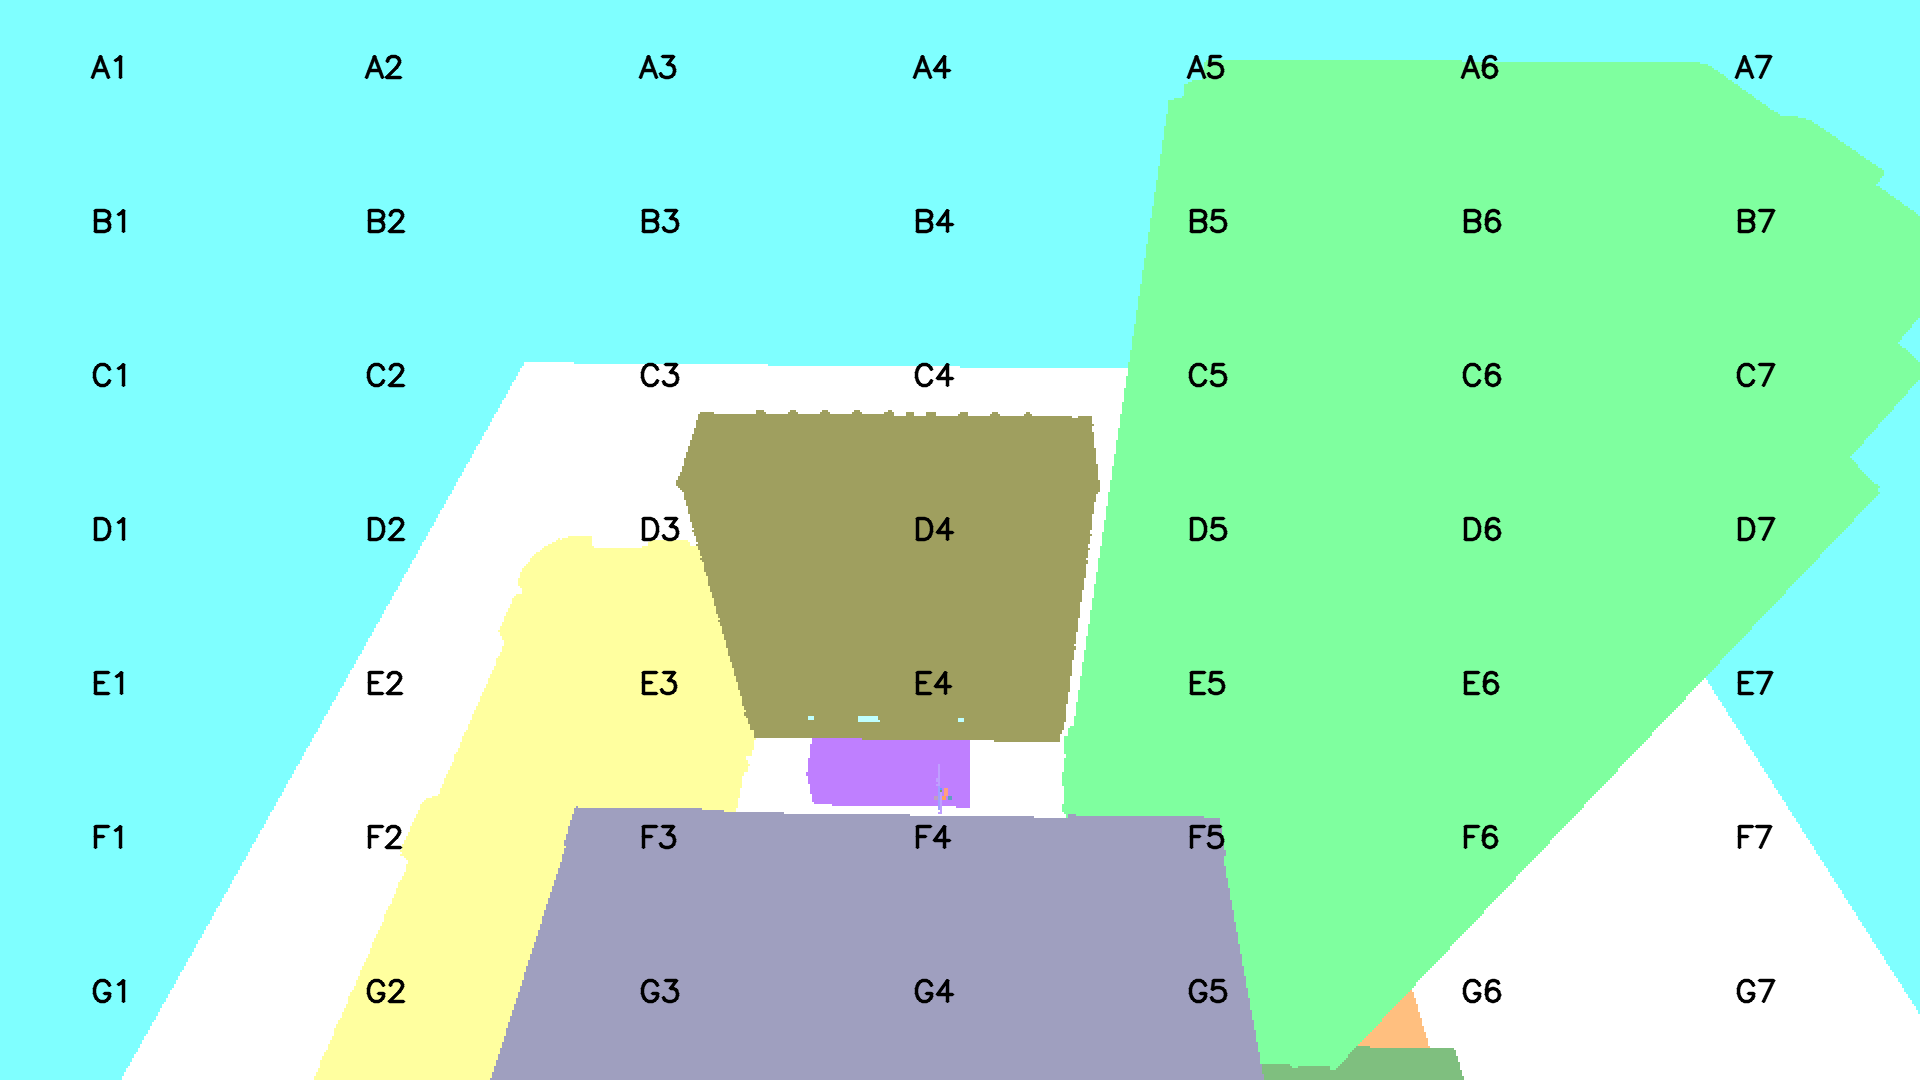 A1 A2 A3 A4 A5 A6 A7
B1 B2 B3 B4 B5 B6 B7
C1 C2 C3 C4 C5 C6 C7
D1 D2 D3 D4 D5 D6 D7
E1 E2 E3 E4 E5 E6 E7
F1 F2 F3 F4 F5 F6 F7
G1 G2 G3 G4 G5 G6 G7